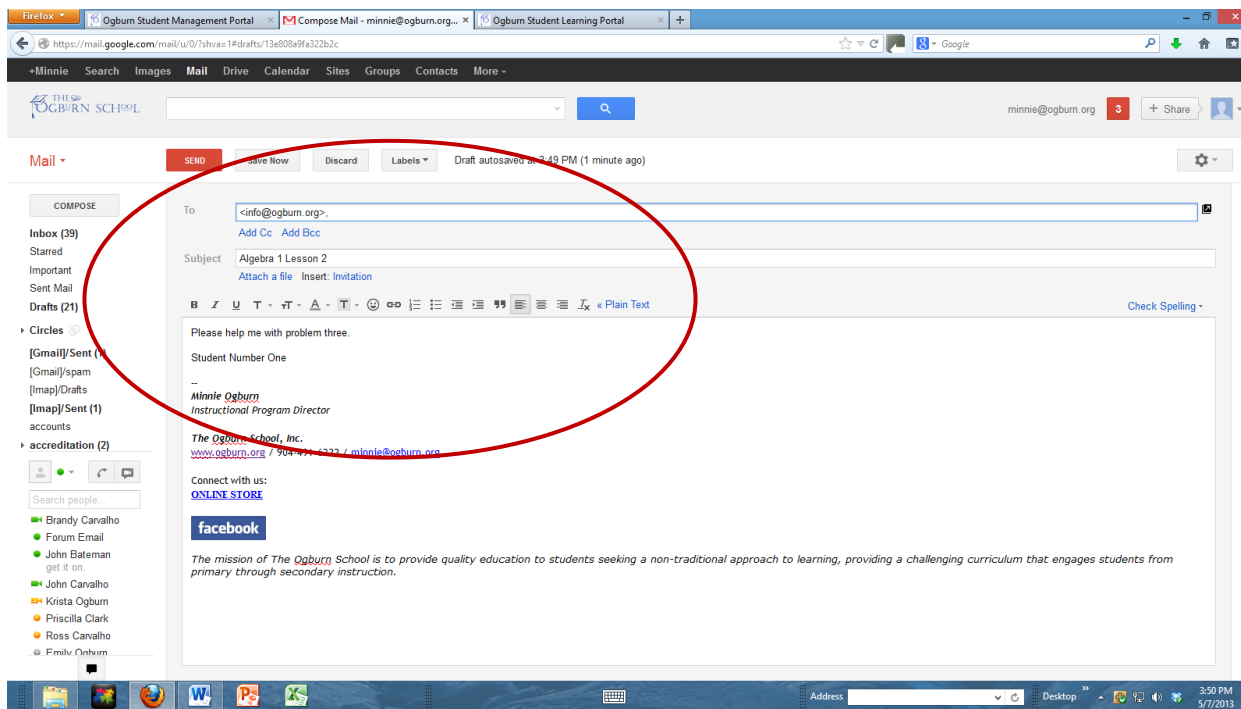 Firefox
Ogburn Student Management Portal × Compose Mail - minnie@ogburn.org... × Ogburn Student Learning Portal × +
https://mail.google.com/mail/u/0/?shva=1#drafts/13e808a9fa322b2c
Google
+Minnie Search Images Mail Drive Calendar Sites Groups Contacts More
THE
OGBURN SCHOOL
minnie@ogburn.org 3 + Share
Mail
SEND Save Now Discard Labels Draft autosaved at 3:49 PM (1 minute ago)
COMPOSE
Inbox (39)
Starred
Important
Sent Mail
Drafts (21)
Circles
[Gmail]/Sent (1)
[Gmail]/spam
[Imap]/Drafts
[Imap]/Sent (1)
accounts
accreditation (2)
Search people...
Brandy Carvalho
Forum Email
John Bateman
get it on.
John Carvalho
Krista Ogburn
Priscilla Clark
Ross Carvalho
Emily Ogburn
To <info@ogburn.org>,
Add Cc Add Bcc
Subject Algebra 1 Lesson 2
Attach a file Insert: Invitation
B I U T TT A T « Plain Text Check Spelling
Please help me with problem three.
Student Number One
--
Minnie Ogburn
Instructional Program Director
The Ogburn School, Inc.
www.ogburn.org / minnie@ogburn.org
Connect with us:
ONLINE STORE
facebook
The mission of The Ogburn School is to provide quality education to students seeking a non-traditional approach to learning, providing a challenging curriculum that engages students from
primary through secondary instruction.
Address Desktop 3:50 PM
5/7/2013